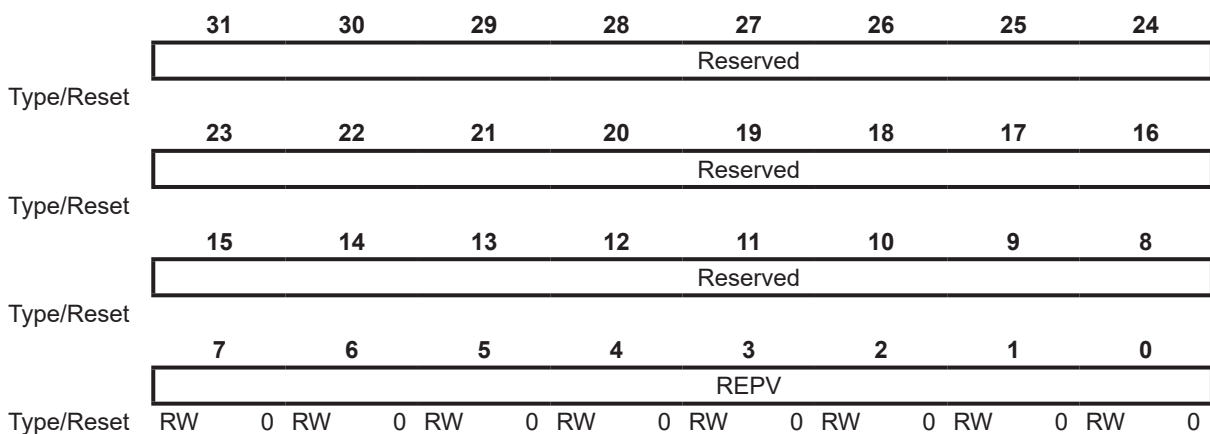 31 30 29 28 27 26 25 24
Reserved
Type/Reset
23 22 21 20 19 18 17 16
Reserved
Type/Reset
15 14 13 12 11 10 9 8
Reserved
Type/Reset
7 6 5 4 3 2 1 0
REPV
Type/Reset RW 0 RW 0 RW 0 RW 0 RW 0 RW 0 RW 0 RW 0